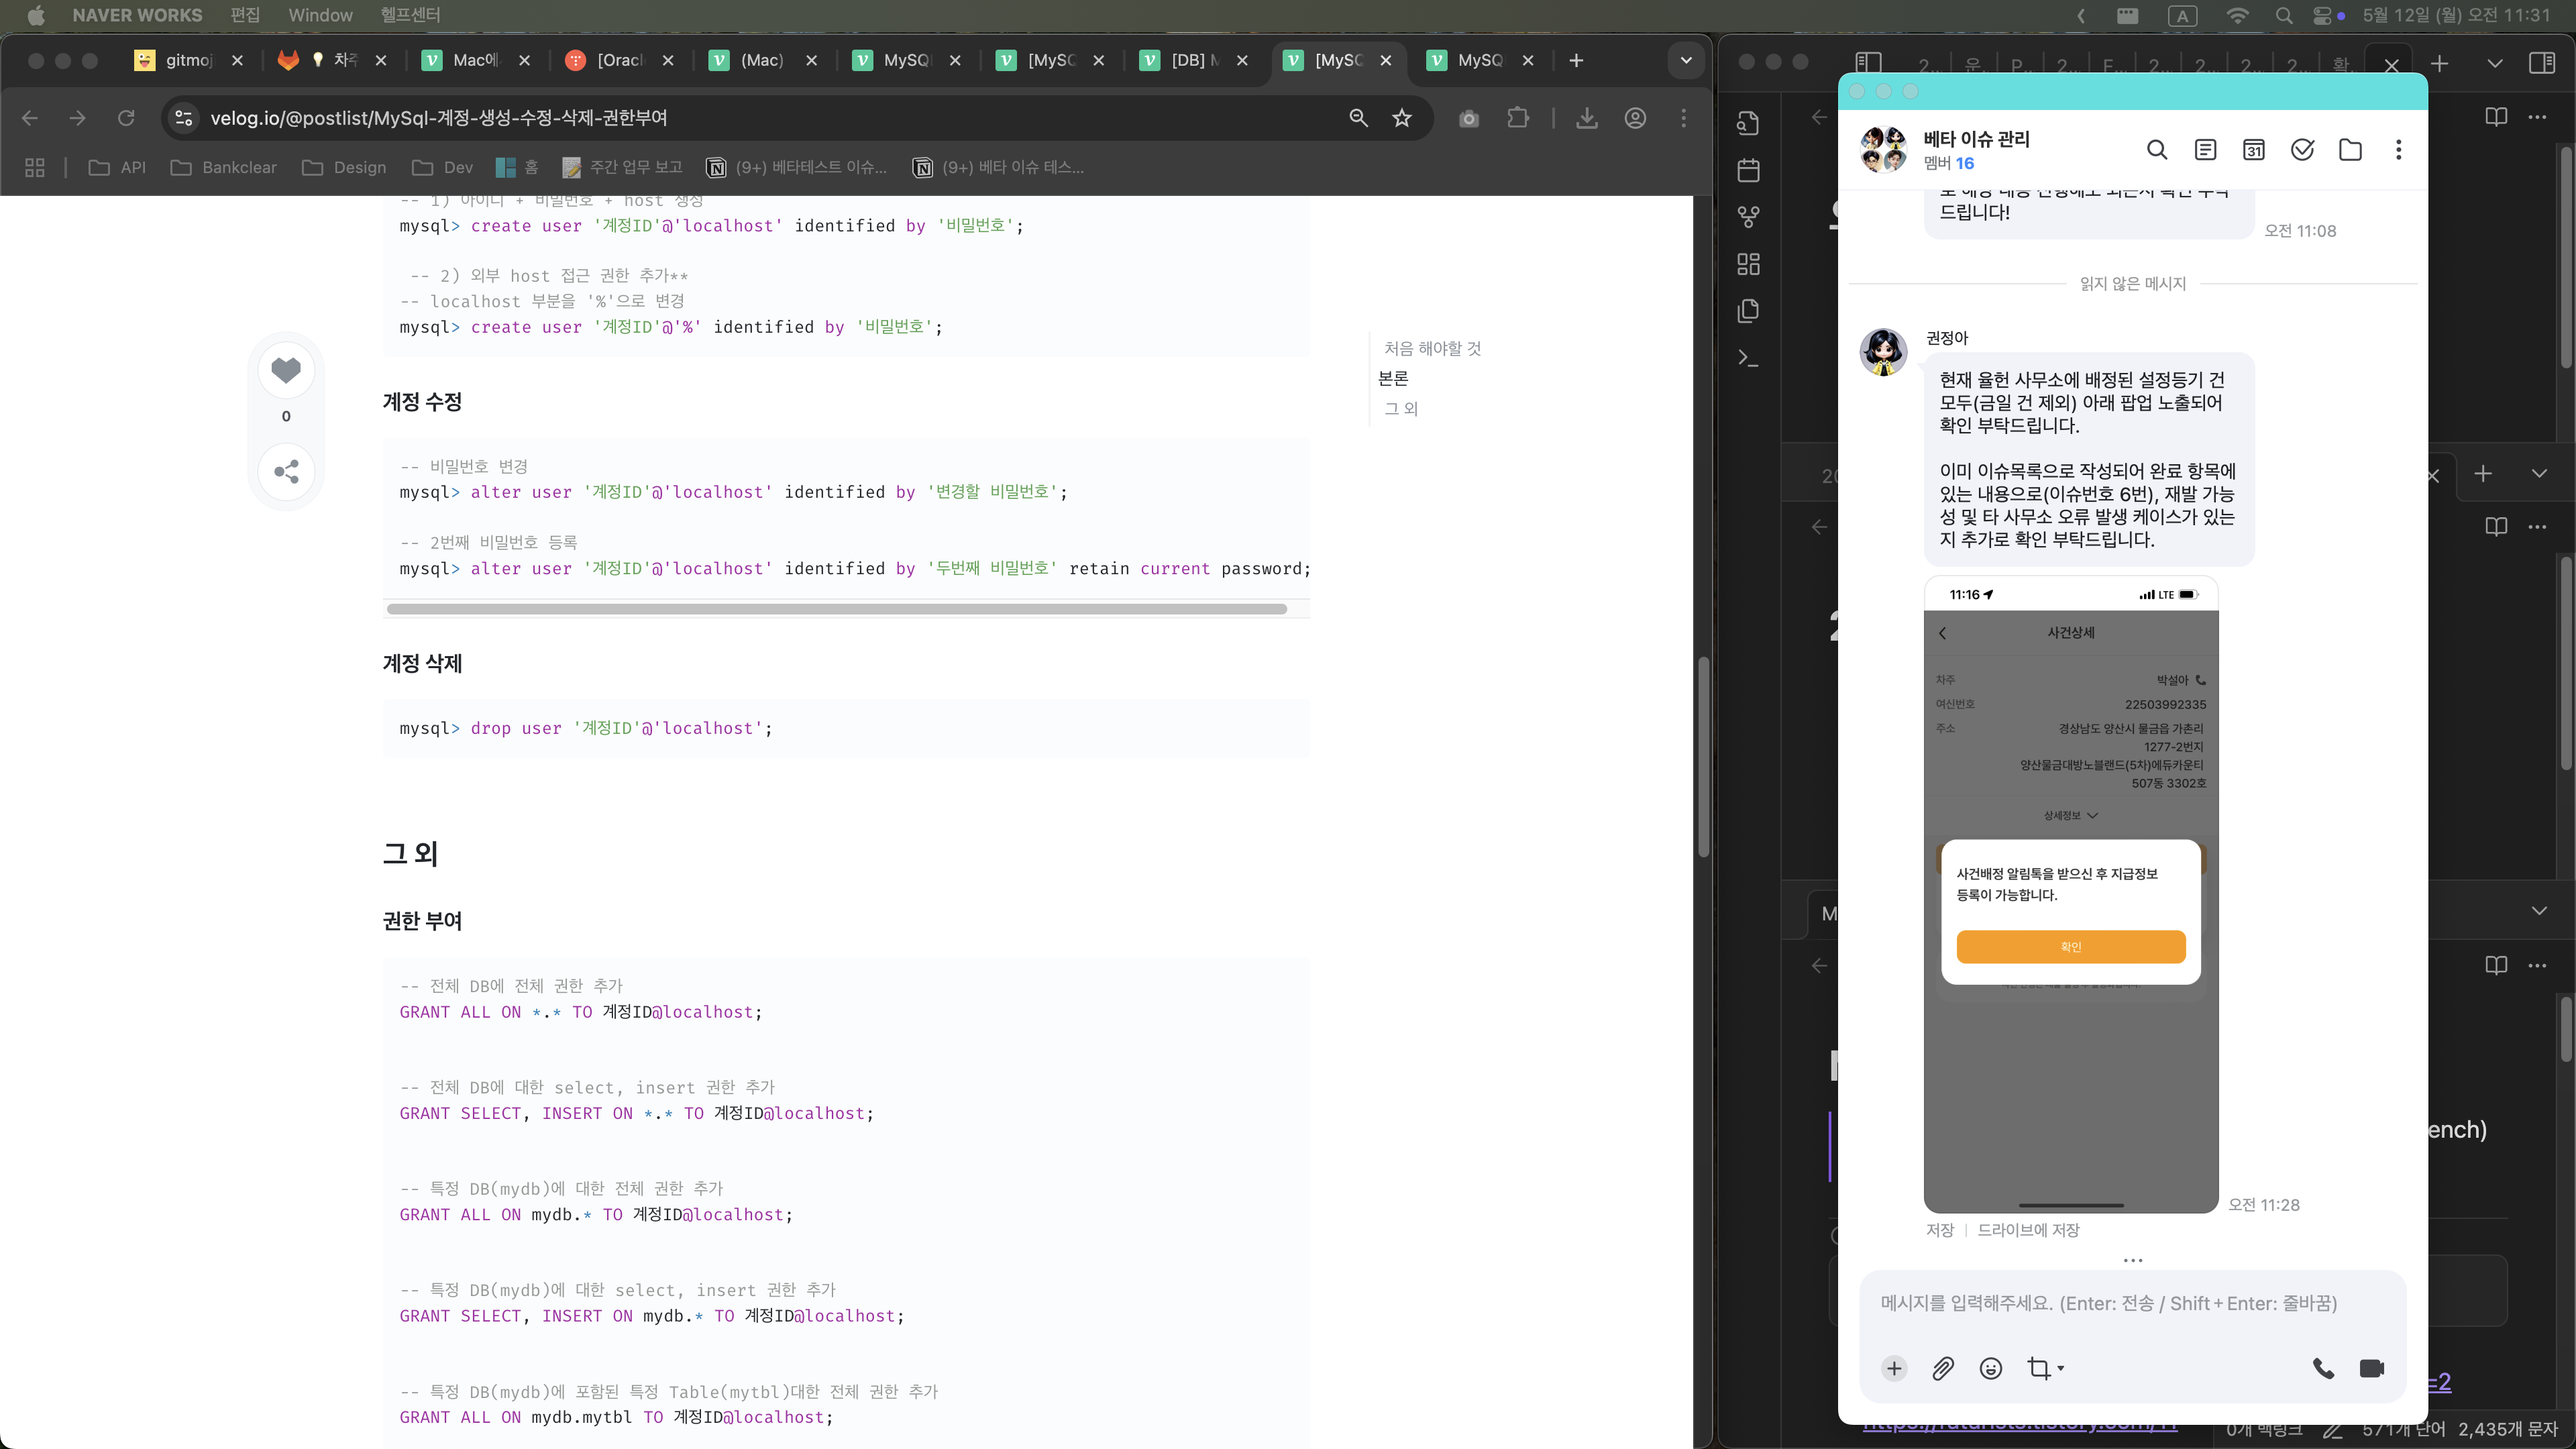 NAVER WORKS 편집 Window 헬프센터
A 5월 12일 (월) 오전 11:31
gitmoj 차주 Mac에 [Oracl (Mac) MySQL [MySQ [DB] M [MySQ MySQ
velog.io/@postlist/MySql-계정-생성-수정-삭제-권한부여
API Bankclear Design Dev 홈 주간 업무 보고 (9+) 베타테스트 이슈... (9+) 베타 이슈 테스...
-- 1) 아이디 + 비밀번호 + host 생성
mysql> create user '계정ID'@'localhost' identified by '비밀번호';
-- 2) 외부 host 접근 권한 추가**
-- localhost 부분을 '%'으로 변경
mysql> create user '계정ID'@'%' identified by '비밀번호';
0
처음 해야할 것
본론
그 외
계정 수정
-- 비밀번호 변경
mysql> alter user '계정ID'@'localhost' identified by '변경할 비밀번호';
-- 2번째 비밀번호 등록
mysql> alter user '계정ID'@'localhost' identified by '두번째 비밀번호' retain current password;
계정 삭제
mysql> drop user '계정ID'@'localhost';
그 외
권한 부여
-- 전체 DB에 전체 권한 추가
GRANT ALL ON *.* TO 계정ID@localhost;
-- 전체 DB에 대한 select, insert 권한 추가
GRANT SELECT, INSERT ON *.* TO 계정ID@localhost;
-- 특정 DB(mydb)에 대한 전체 권한 추가
GRANT ALL ON mydb.* TO 계정ID@localhost;
-- 특정 DB(mydb)에 대한 select, insert 권한 추가
GRANT SELECT, INSERT ON mydb.* TO 계정ID@localhost;
-- 특정 DB(mydb)에 포함된 특정 Table(mytbl)대한 전체 권한 추가
GRANT ALL ON mydb.mytbl TO 계정ID@localhost;
2... 운.. P.. 2... F... 2... 2... 2... 2... 확.
베타 이슈 관리
멤버 16
31
드립니다!
오전 11:08
읽지 않은 메시지
권정아
현재 율헌 사무소에 배정된 설정등기 건
모두(금일 건 제외) 아래 팝업 노출되어
확인 부탁드립니다.
이미 이슈목록으로 작성되어 완료 항목에
있는 내용으로(이슈번호 6번), 재발 가능
성 및 타 사무소 오류 발생 케이스가 있는
지 추가로 확인 부탁드립니다.
11:16 LTE
사건상세
차주 박설아
여신번호 22503992335
주소 경상남도 양산시 물금읍 가촌리
1277-2번지
양산물금대방노블랜드(5차)에듀카운티
507동 3302호
상세정보
사건배정 알림톡을 받으신 후 지급정보
등록이 가능합니다.
확인
오전 11:28
저장 | 드라이브에 저장
메시지를 입력해주세요. (Enter: 전송 / Shift+Enter: 줄바꿈)
20
M
ench)
=2
0개 백링크 571개 단어 2,435개 문자